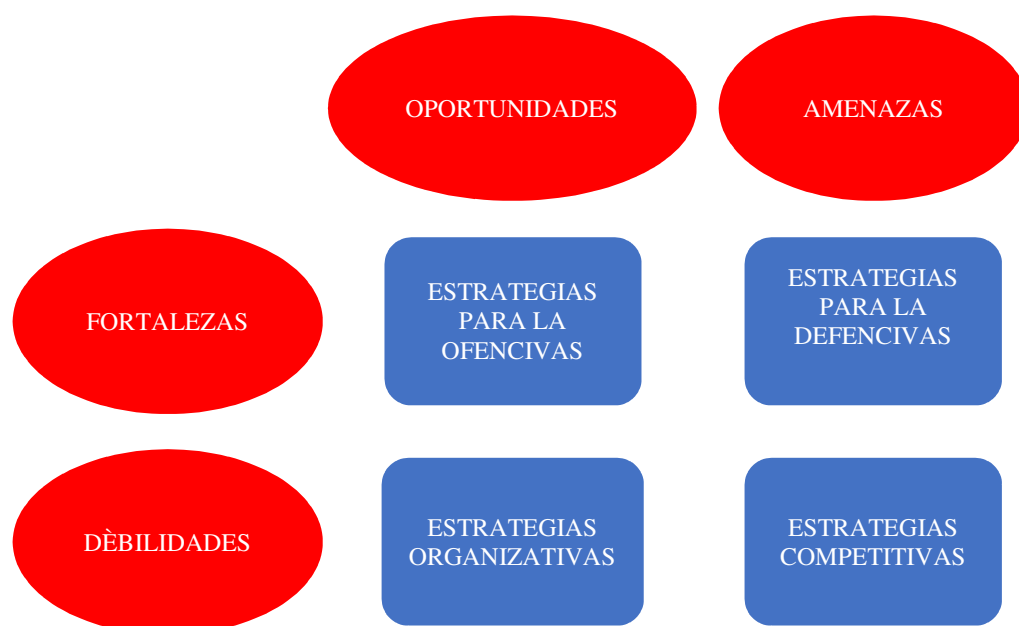 OPORTUNIDADES
AMENAZAS
FORTALEZAS
ESTRATEGIAS
PARA LA
OFENCIVAS
ESTRATEGIAS
PARA LA
DEFENCIVAS
DÈBILIDADES
ESTRATEGIAS
ORGANIZATIVAS
ESTRATEGIAS
COMPETITIVAS